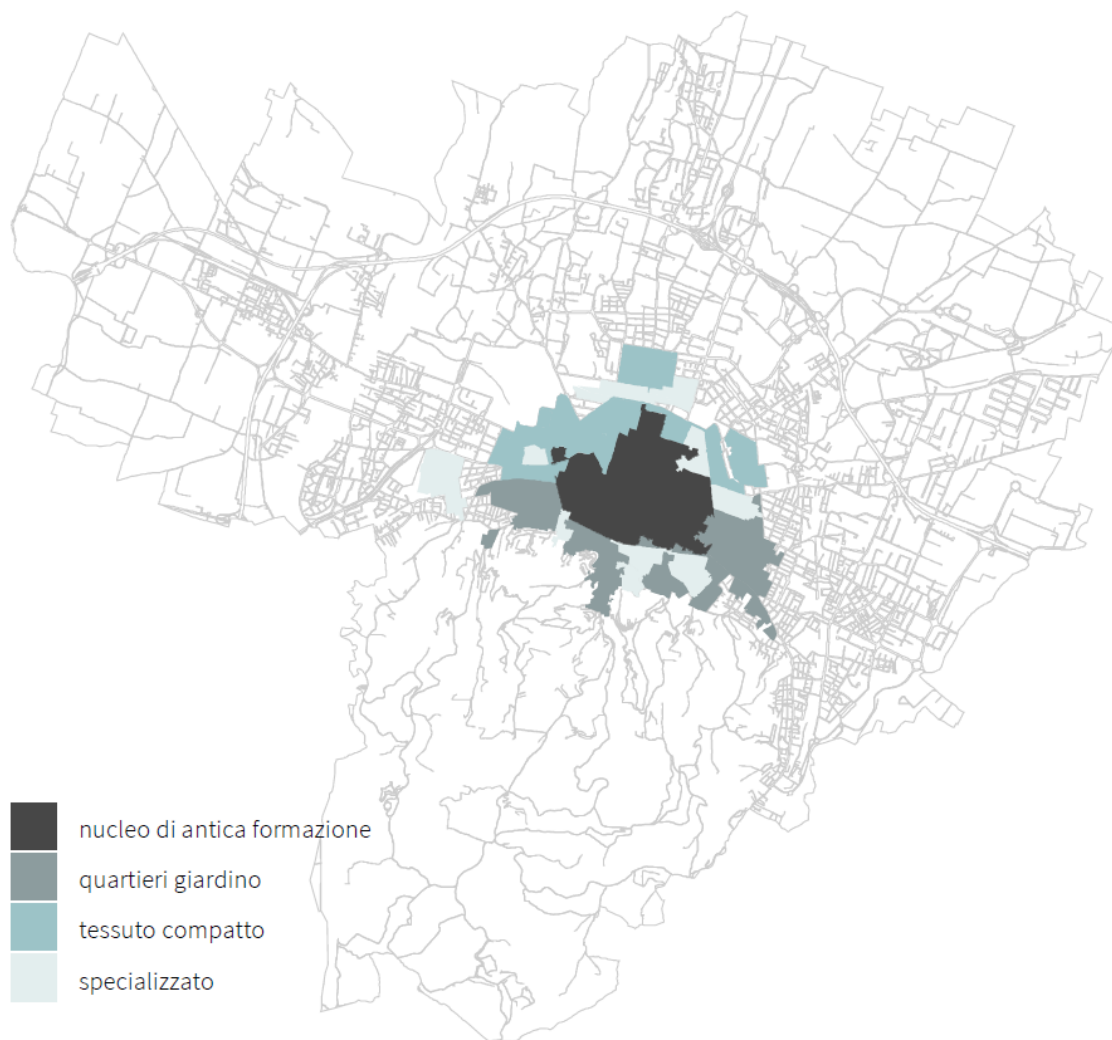 nucleo di antica formazione
quartieri giardino
tessuto compatto
specializzato